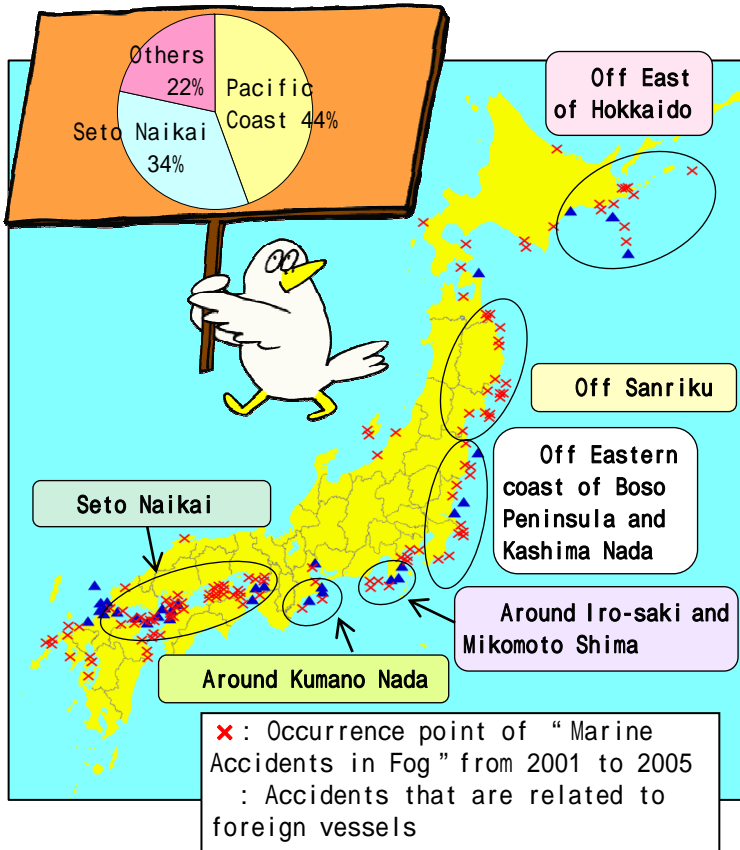 Others
22%
Pacific
Coast 44%
Seto Naikai
34%
Off East
of Hokkaido
Off Sanriku
Off Eastern
coast of Boso
Peninsula and
Kashima Nada
Seto Naikai
Around Iro-saki and
Mikomoto Shima
Around Kumano Nada
×: Occurrence point of “Marine
Accidents in Fog” from 2001 to 2005
: Accidents that are related to
foreign vessels